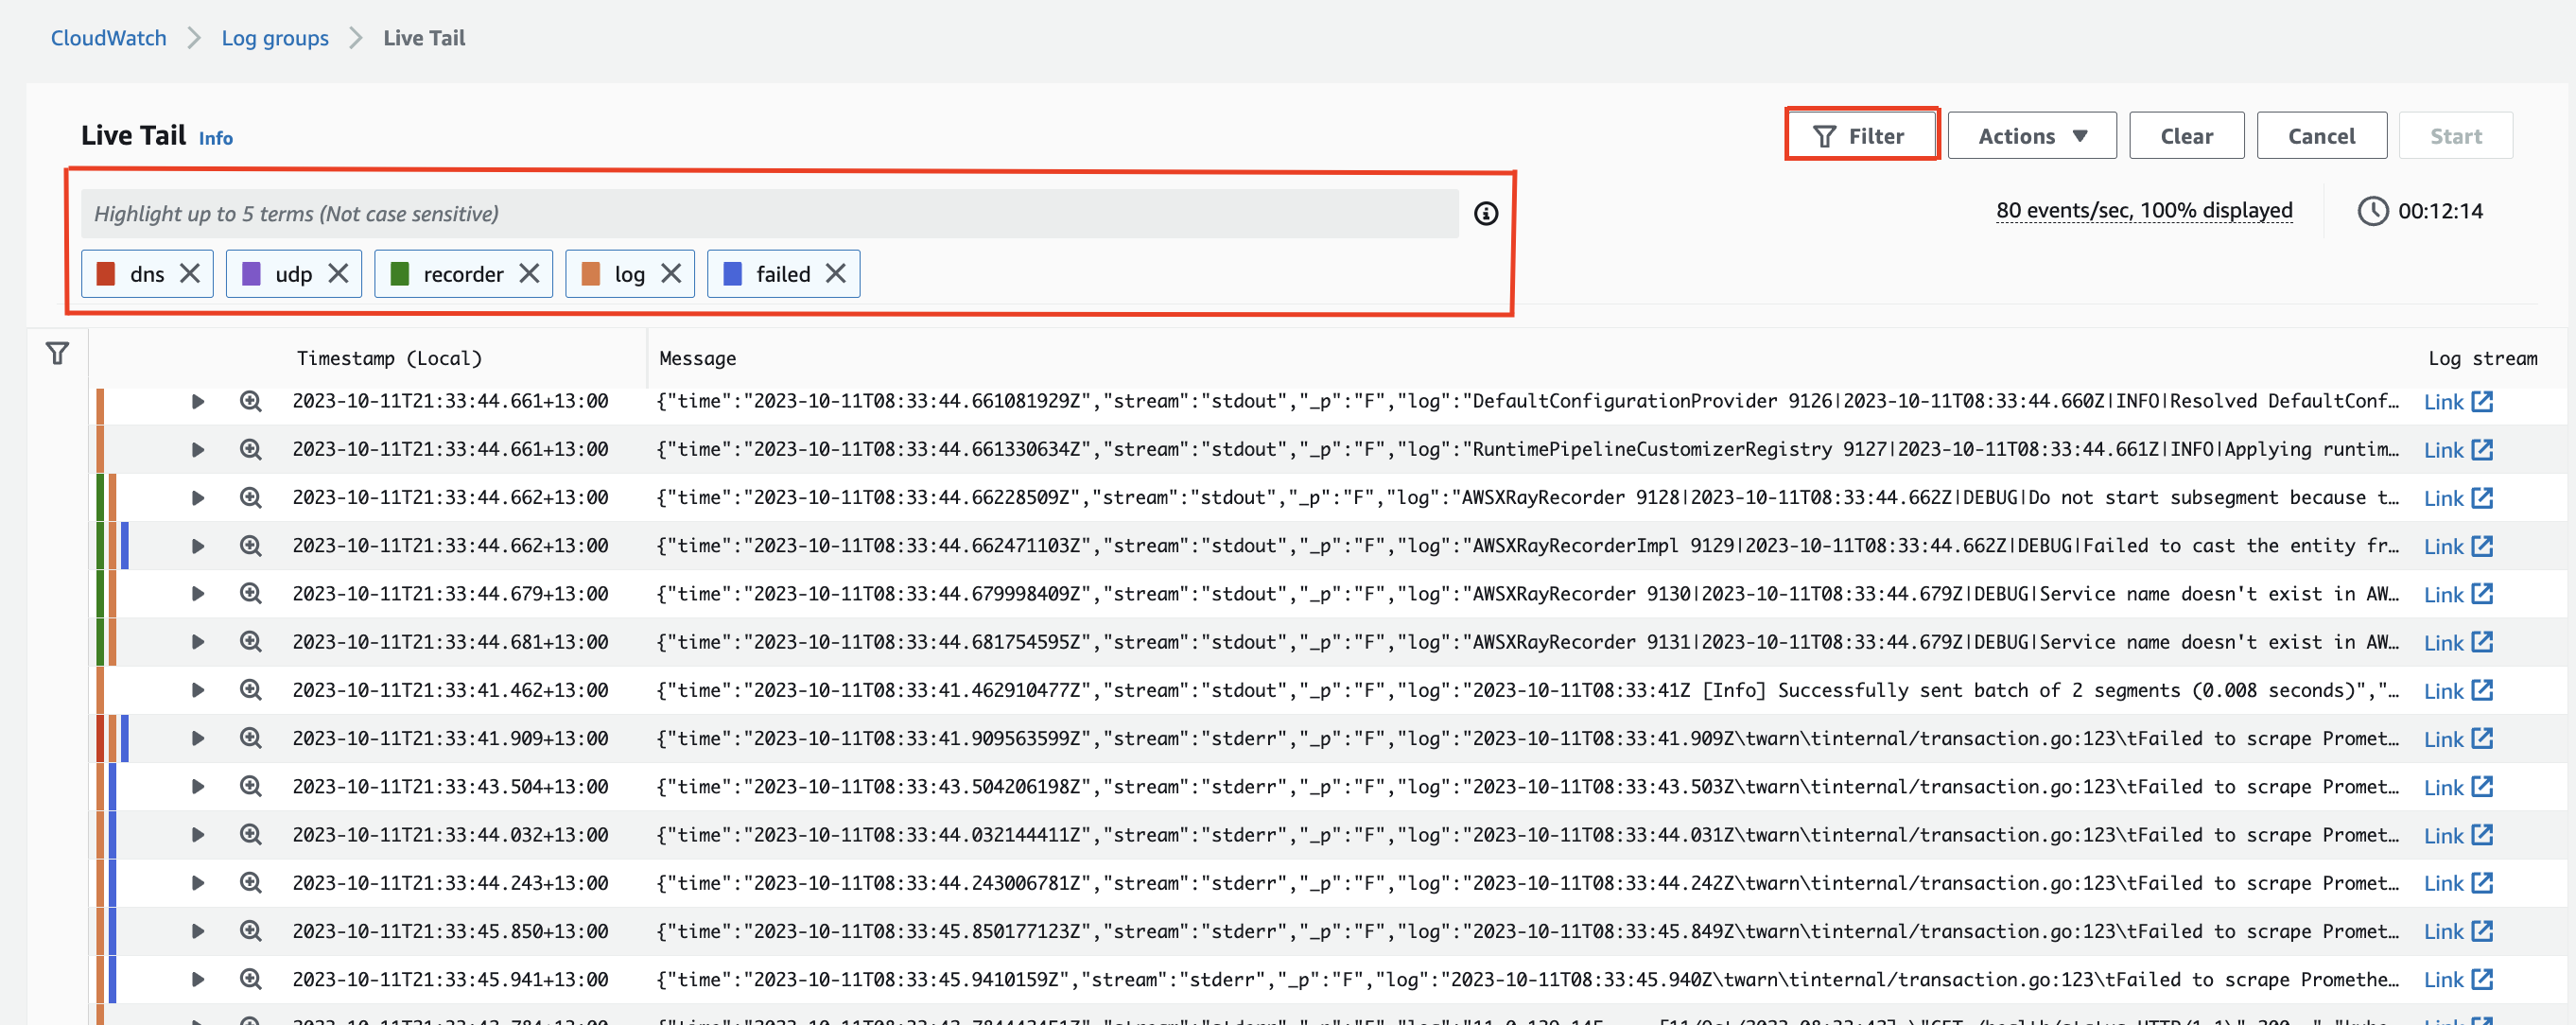 CloudWatch > Log groups > Live Tail
Live Tail Info
Filter Actions Clear Cancel Start
Highlight up to 5 terms (Not case sensitive)
80 events/sec, 100% displayed 00:12:14
dns udp recorder log failed
Timestamp (Local) Message Log stream
2023-10-11T21:33:44.661+13:00 {"time":"2023-10-11T08:33:44.661081929Z","stream":"stdout","_p":"F","log":"DefaultConfigurationProvider 9126|2023-10-11T08:33:44.660Z|INFO|Resolved DefaultConf… Link
2023-10-11T21:33:44.661+13:00 {"time":"2023-10-11T08:33:44.661330634Z","stream":"stdout","_p":"F","log":"RuntimePipelineCustomizerRegistry 9127|2023-10-11T08:33:44.661Z|INFO|Applying runtim… Link
2023-10-11T21:33:44.662+13:00 {"time":"2023-10-11T08:33:44.66228509Z","stream":"stdout","_p":"F","log":"AWSXRayRecorder 9128|2023-10-11T08:33:44.662Z|DEBUG|Do not start subsegment because t… Link
2023-10-11T21:33:44.662+13:00 {"time":"2023-10-11T08:33:44.662471103Z","stream":"stdout","_p":"F","log":"AWSXRayRecorderImpl 9129|2023-10-11T08:33:44.662Z|DEBUG|Failed to cast the entity fr… Link
2023-10-11T21:33:44.679+13:00 {"time":"2023-10-11T08:33:44.679998409Z","stream":"stdout","_p":"F","log":"AWSXRayRecorder 9130|2023-10-11T08:33:44.679Z|DEBUG|Service name doesn't exist in AW… Link
2023-10-11T21:33:44.681+13:00 {"time":"2023-10-11T08:33:44.681754595Z","stream":"stdout","_p":"F","log":"AWSXRayRecorder 9131|2023-10-11T08:33:44.679Z|DEBUG|Service name doesn't exist in AW… Link
2023-10-11T21:33:41.462+13:00 {"time":"2023-10-11T08:33:41.462910477Z","stream":"stdout","_p":"F","log":"2023-10-11T08:33:41Z [Info] Successfully sent batch of 2 segments (0.008 seconds)","… Link
2023-10-11T21:33:41.909+13:00 {"time":"2023-10-11T08:33:41.909563599Z","stream":"stderr","_p":"F","log":"2023-10-11T08:33:41.909Z\twarn\tinternal/transaction.go:123\tFailed to scrape Promet… Link
2023-10-11T21:33:43.504+13:00 {"time":"2023-10-11T08:33:43.504206198Z","stream":"stderr","_p":"F","log":"2023-10-11T08:33:43.503Z\twarn\tinternal/transaction.go:123\tFailed to scrape Promet… Link
2023-10-11T21:33:44.032+13:00 {"time":"2023-10-11T08:33:44.032144411Z","stream":"stderr","_p":"F","log":"2023-10-11T08:33:44.031Z\twarn\tinternal/transaction.go:123\tFailed to scrape Promet… Link
2023-10-11T21:33:44.243+13:00 {"time":"2023-10-11T08:33:44.243006781Z","stream":"stderr","_p":"F","log":"2023-10-11T08:33:44.242Z\twarn\tinternal/transaction.go:123\tFailed to scrape Promet… Link
2023-10-11T21:33:45.850+13:00 {"time":"2023-10-11T08:33:45.850177123Z","stream":"stderr","_p":"F","log":"2023-10-11T08:33:45.849Z\twarn\tinternal/transaction.go:123\tFailed to scrape Promet… Link
2023-10-11T21:33:45.941+13:00 {"time":"2023-10-11T08:33:45.9410159Z","stream":"stderr","_p":"F","log":"2023-10-11T08:33:45.940Z\twarn\tinternal/transaction.go:123\tFailed to scrape Promethe… Link